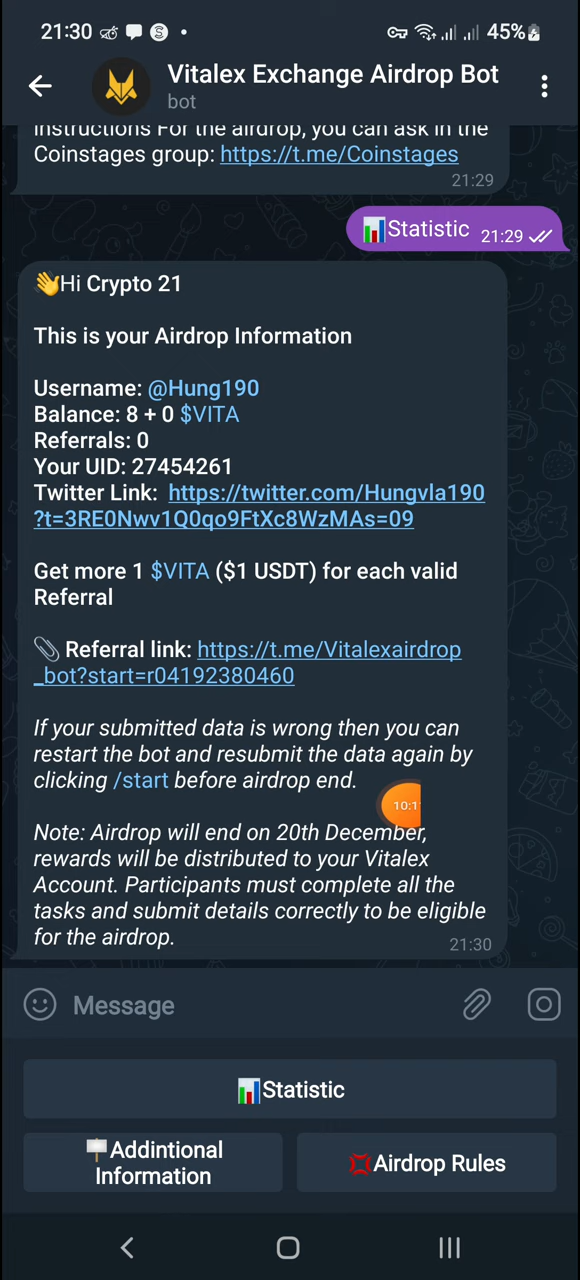 21:30 45%
Vitalex Exchange Airdrop Bot
bot
instructions For the airdrop, you can ask in the
Coinstages group: https://t.me/Coinstages
21:29
📊Statistic 21:29
👋Hi Crypto 21
This is your Airdrop Information
Username: @Hung190
Balance: 8 + 0 $VITA
Referrals: 0
Your UID: 27454261
Twitter Link: https://twitter.com/Hungvla190
?t=3RE0Nwv1Q0qo9FtXc8WzMAs=09
Get more 1 $VITA ($1 USDT) for each valid
Referral
📎 Referral link: https://t.me/Vitalexairdrop
_bot?start=r04192380460
If your submitted data is wrong then you can
restart the bot and resubmit the data again by
clicking /start before airdrop end.
10:1
Note: Airdrop will end on 20th December,
rewards will be distributed to your Vitalex
Account. Participants must complete all the
tasks and submit details correctly to be eligible
for the airdrop.
21:30
Message
📊Statistic
🪧Addintional
Information
💢Airdrop Rules